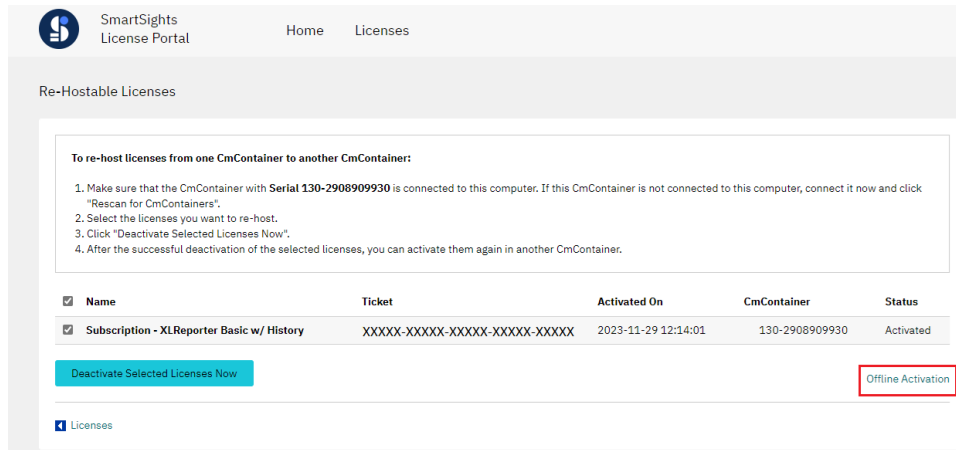 SmartSights
License Portal
Home Licenses
Re-Hostable Licenses
To re-host licenses from one CmContainer to another CmContainer:
1. Make sure that the CmContainer with Serial 130-2908909930 is connected to this computer. If this CmContainer is not connected to this computer, connect it now and click
"Rescan for CmContainers".
2. Select the licenses you want to re-host.
3. Click "Deactivate Selected Licenses Now".
4. After the successful deactivation of the selected licenses, you can activate them again in another CmContainer.
Name Ticket Activated On CmContainer Status
Subscription - XLReporter Basic w/ History XXXXX-XXXXX-XXXXX-XXXXX-XXXXX 2023-11-29 12:14:01 130-2908909930 Activated
Deactivate Selected Licenses Now
Offline Activation
Licenses